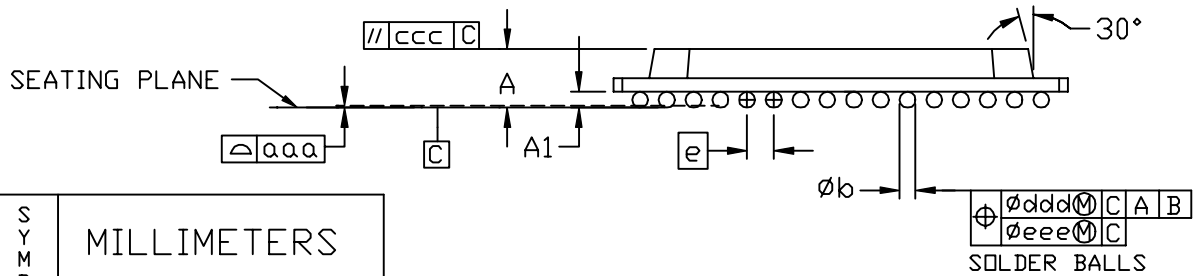 // ccc C
30°
SEATING PLANE
A
⌓ aaa
C
A1
e
Øb
⌖ Øddd Ⓜ C A B
Øeee Ⓜ C
SOLDER BALLS
S
Y
M
MILLIMETERS